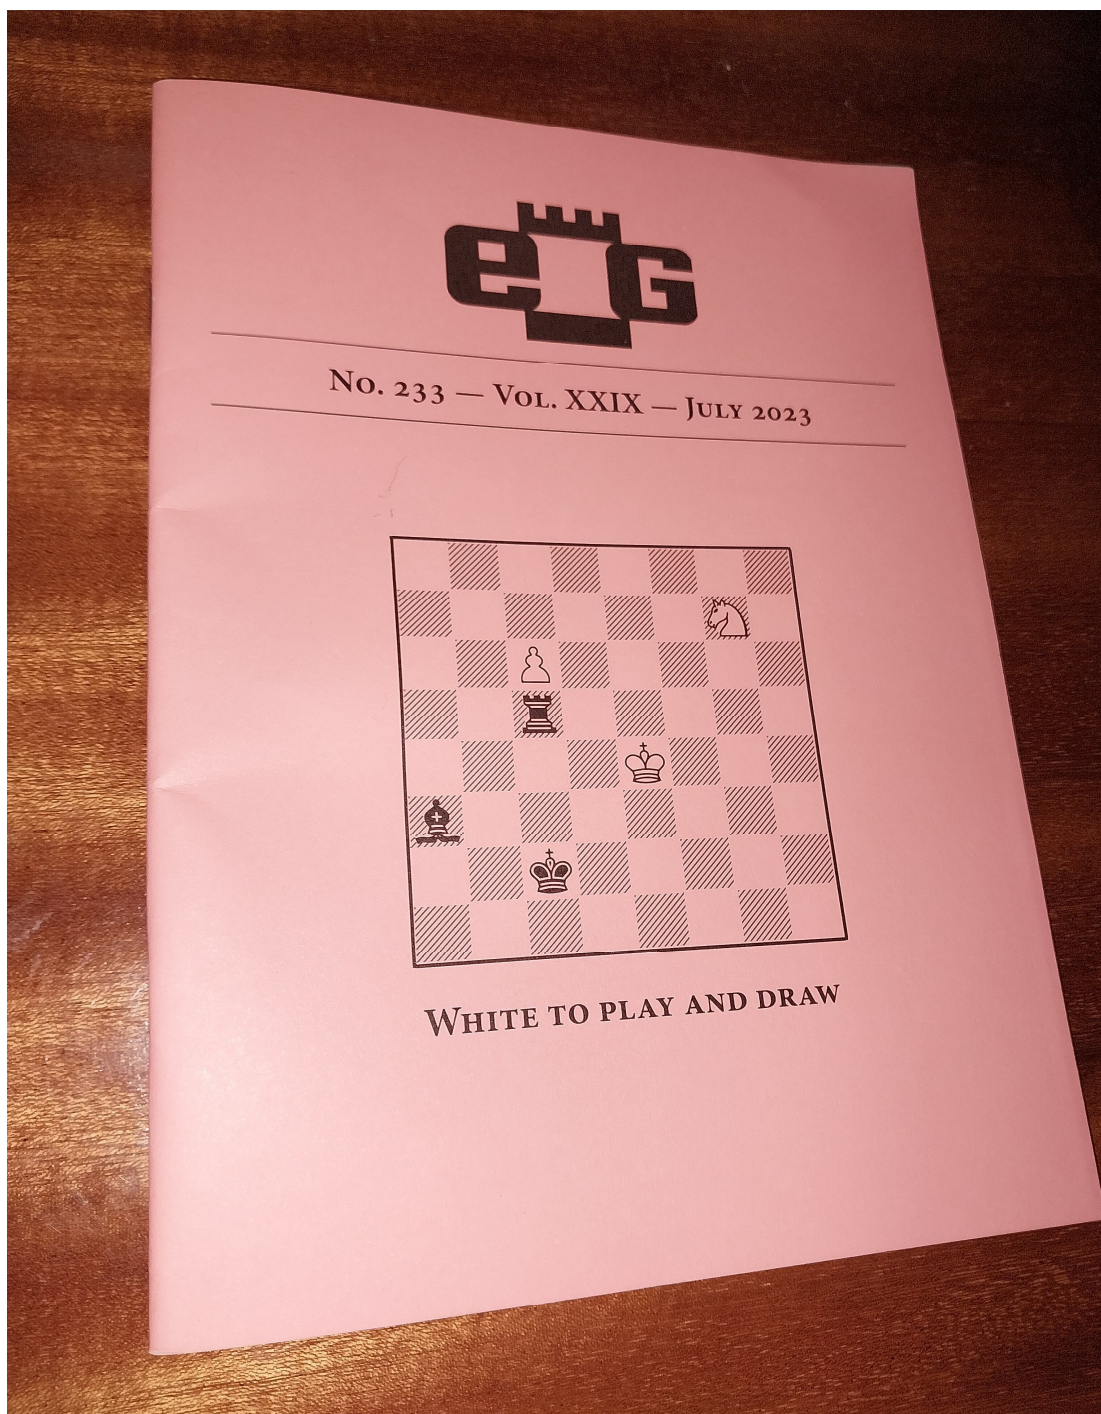 eG
No. 233 — Vol. XXIX — July 2023
White to play and draw